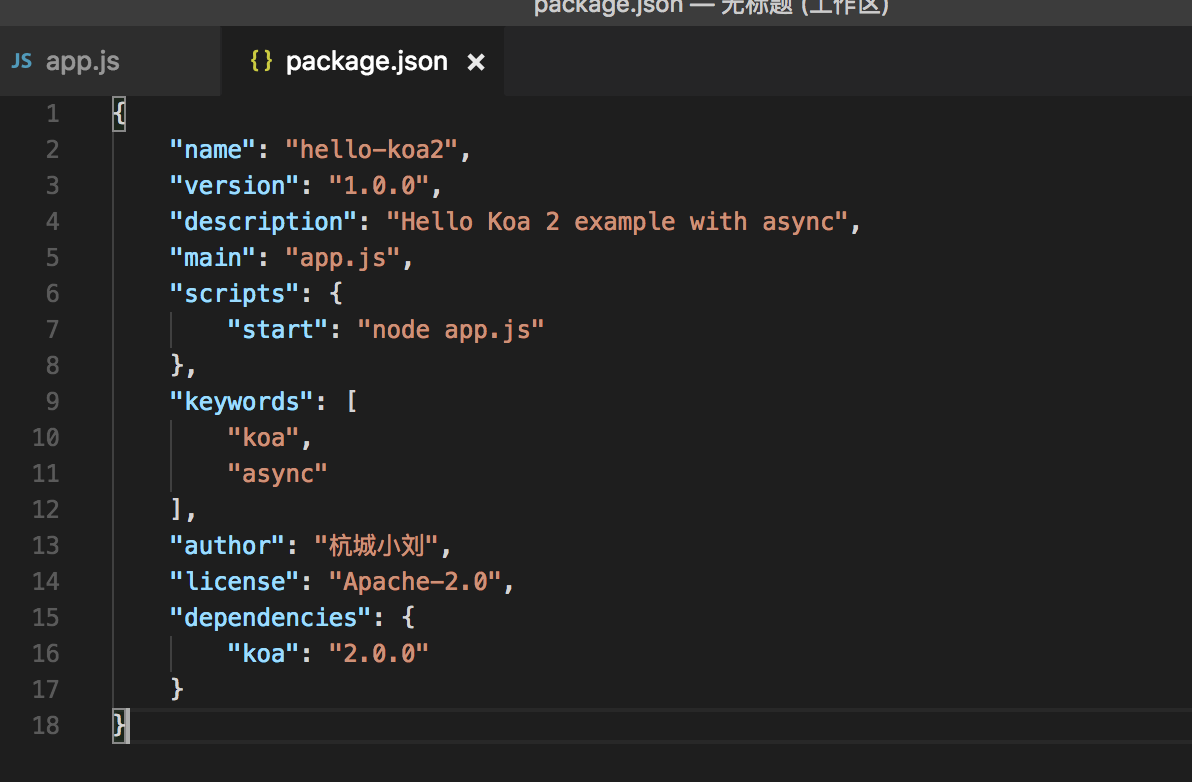 package.json — 无标题 (工作区)
JS app.js {} package.json ×
1 {
2 "name": "hello-koa2",
3 "version": "1.0.0",
4 "description": "Hello Koa 2 example with async",
5 "main": "app.js",
6 "scripts": {
7 "start": "node app.js"
8 },
9 "keywords": [
10 "koa",
11 "async"
12 ],
13 "author": "杭城小刘",
14 "license": "Apache-2.0",
15 "dependencies": {
16 "koa": "2.0.0"
17 }
18 }